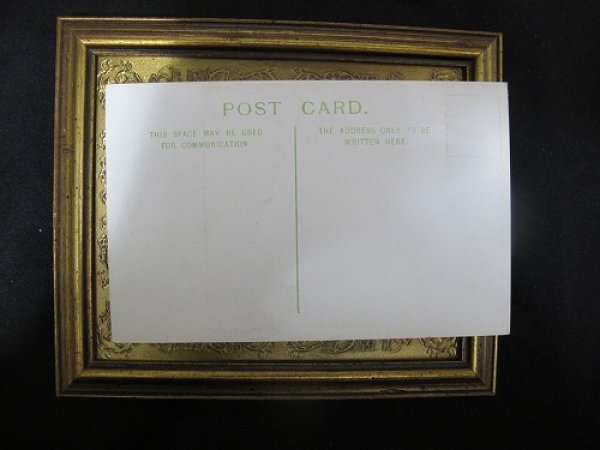 POST CARD.
THIS SPACE MAY BE USED
FOR COMMUNICATION.
THE ADDRESS ONLY TO BE
WRITTEN HERE.